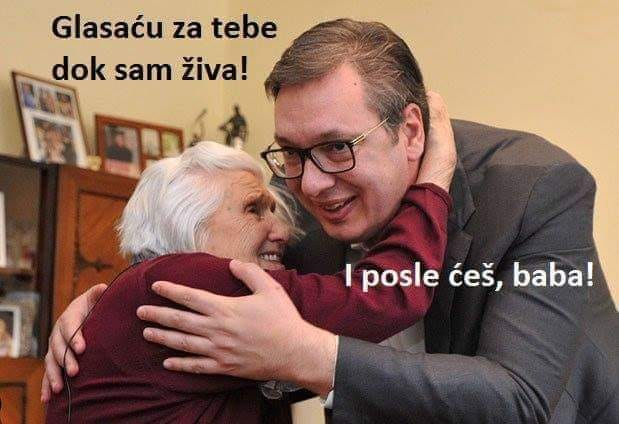 Glasaću za tebe
dok sam živa!
I posle ćeš, baba!